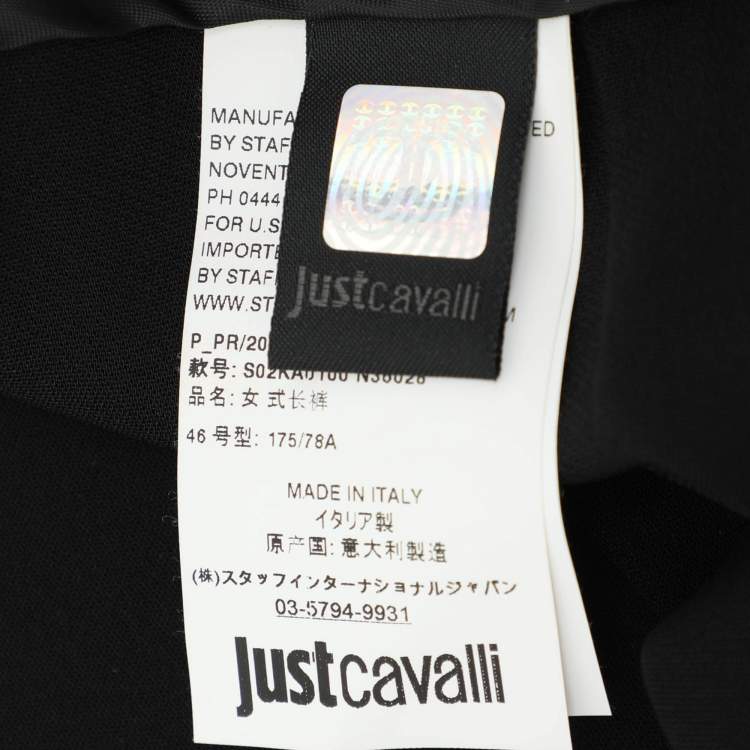 MANUFA
ED
BY STAF
NOVENT
PH 0444
FOR U.S
IMPORTE
BY STAF
WWW.ST
M
justcavalli
P_PR/20
款号: S02KA0100 N38028
品名: 女式长裤
46 号型: 175/78A
MADE IN ITALY
イタリア製
原产国: 意大利製造
(株)スタッフインターナショナルジャパン
03-5794-9931
justcavalli